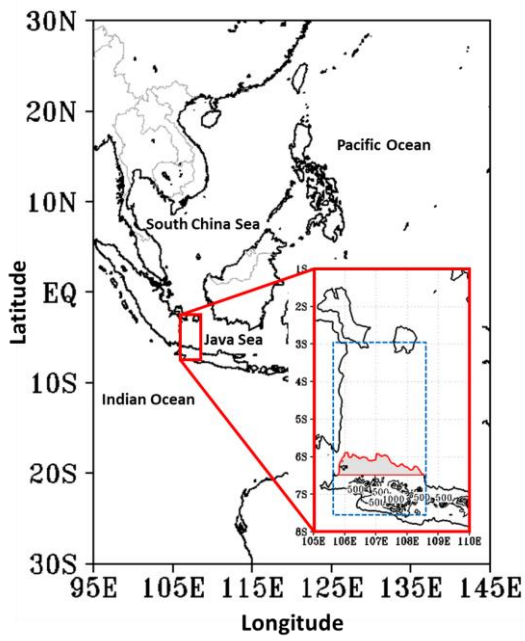 30N
20N
Pacific Ocean
10N
South China Sea
Latitude
EQ
1S
2S
3S
4S
5S
6S
7S
8S
Java Sea
10S
Indian Ocean
500
500
500
1000
500
500
105E 106E 107E 108E 109E 110E
20S
30S
95E 105E 115E 125E 135E 145E
Longitude